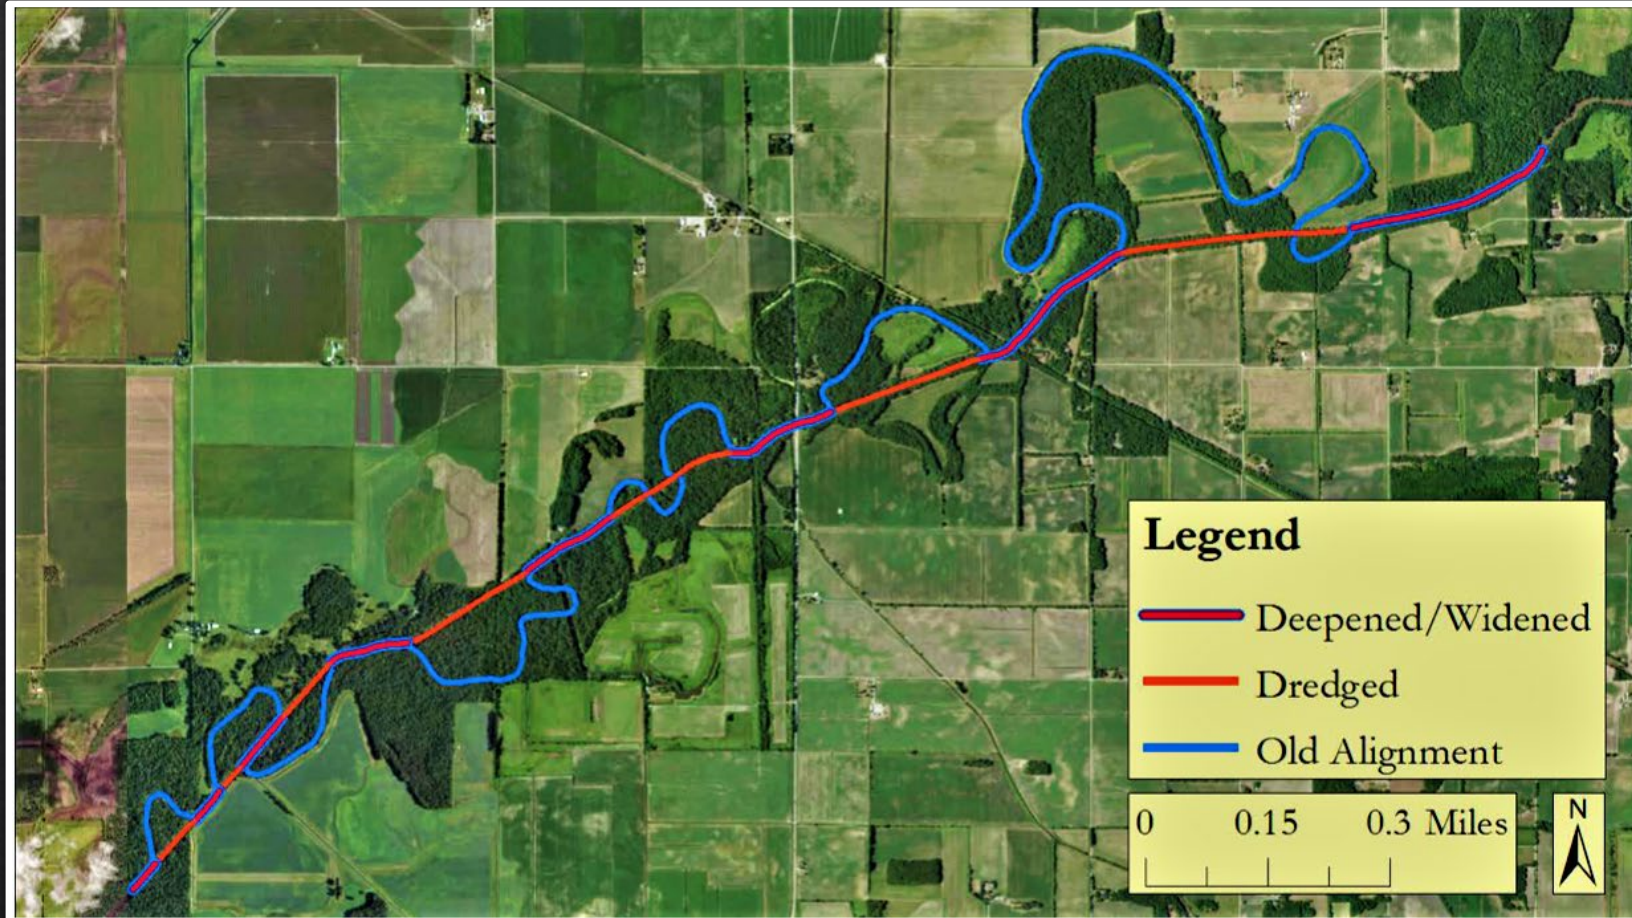 Legend
Deepened/Widened
Dredged
Old Alignment
0 0.15 0.3 Miles
N